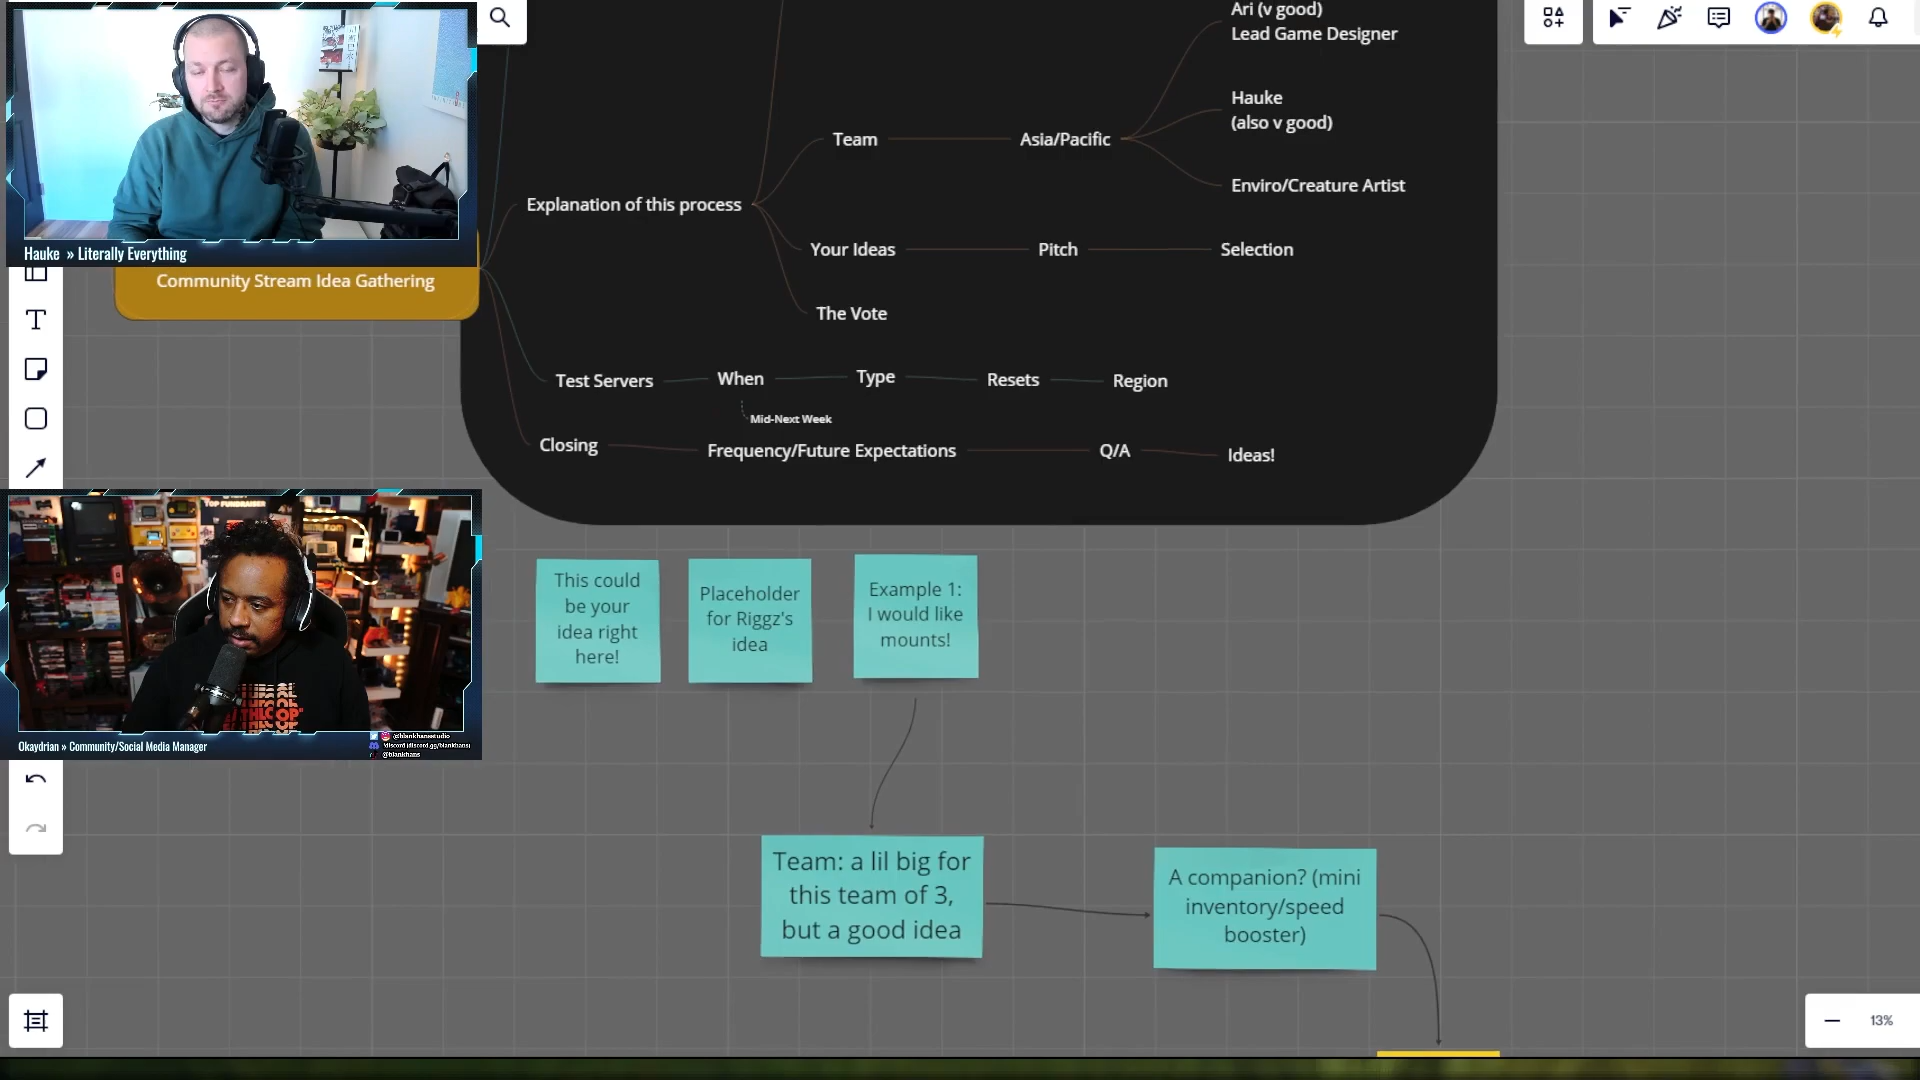 Hauke » Literally Everything
Community Stream Idea Gathering
Ari (v good)
Lead Game Designer
Hauke
(also v good)
Team
Asia/Pacific
Enviro/Creature Artist
Explanation of this process
Your Ideas
Pitch
Selection
The Vote
Test Servers
When
Type
Resets
Region
Mid-Next Week
Closing
Frequency/Future Expectations
Q/A
Ideas!
TOP FUNDRAISER
Okaydrian » Community/Social Media Manager
@blankhansstudio
@blankhans
This could
be your
idea right
here!
Placeholder
for Riggz's
idea
Example 1:
I would like
mounts!
Team: a lil big for
this team of 3,
but a good idea
A companion? (mini
inventory/speed
booster)
13%